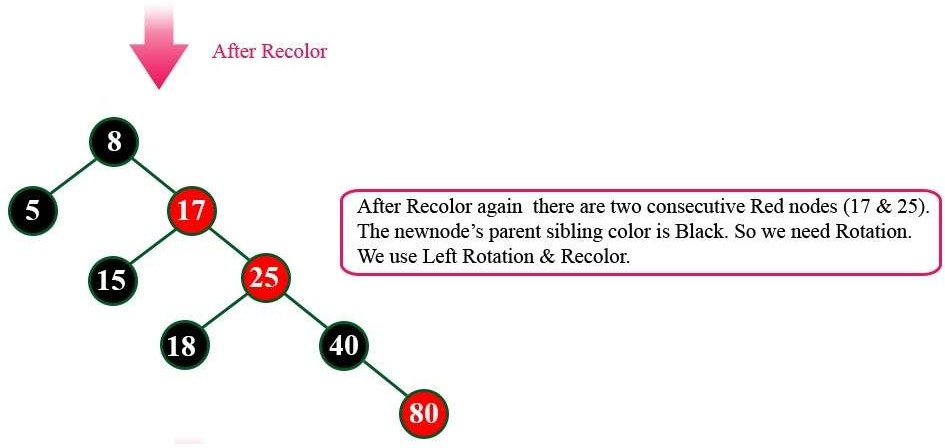 After Recolor
8
5
17
After Recolor again there are two consecutive Red nodes (17 & 25).
The newnode’s parent sibling color is Black. So we need Rotation.
We use Left Rotation & Recolor.
15
25
18
40
80